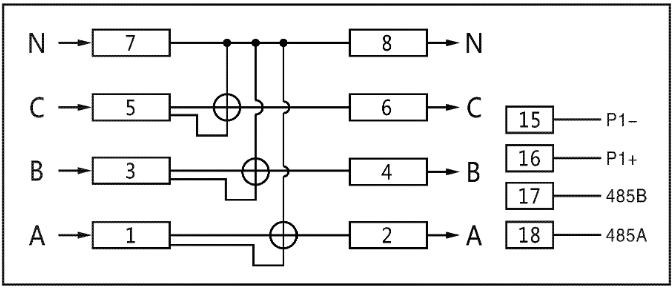 N 7 8 N
C 5 6 C
15 P1−
B 3 4 B
16 P1+
17 485B
A 1 2 A
18 485A